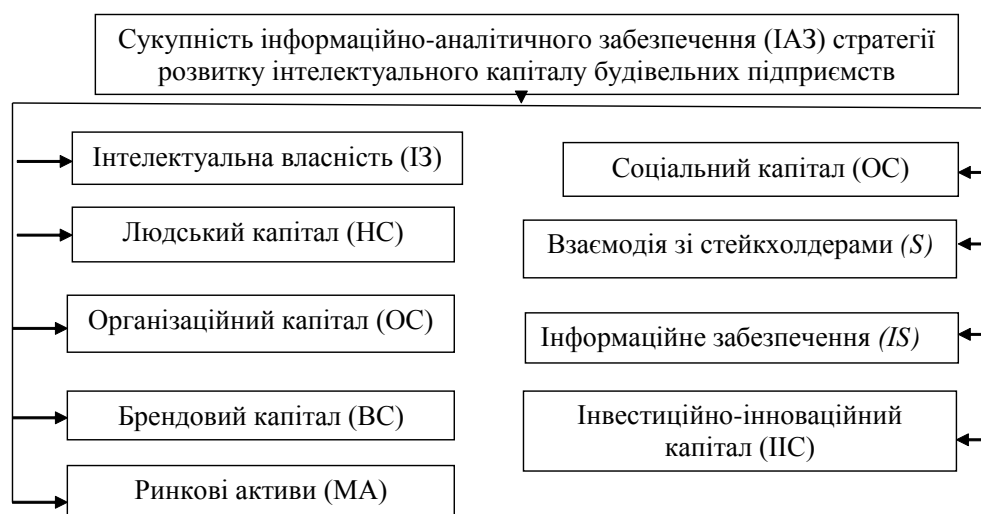 Сукупність інформаційно-аналітичного забезпечення (ІАЗ) стратегії
розвитку інтелектуального капіталу будівельних підприємств
Інтелектуальна власність (ІЗ)
Людський капітал (НС)
Організаційний капітал (ОС)
Брендовий капітал (ВС)
Ринкові активи (МА)
Соціальний капітал (ОС)
Взаємодія зі стейкхолдерами (S)
Інформаційне забезпечення (IS)
Інвестиційно-інноваційний
капітал (ІІС)